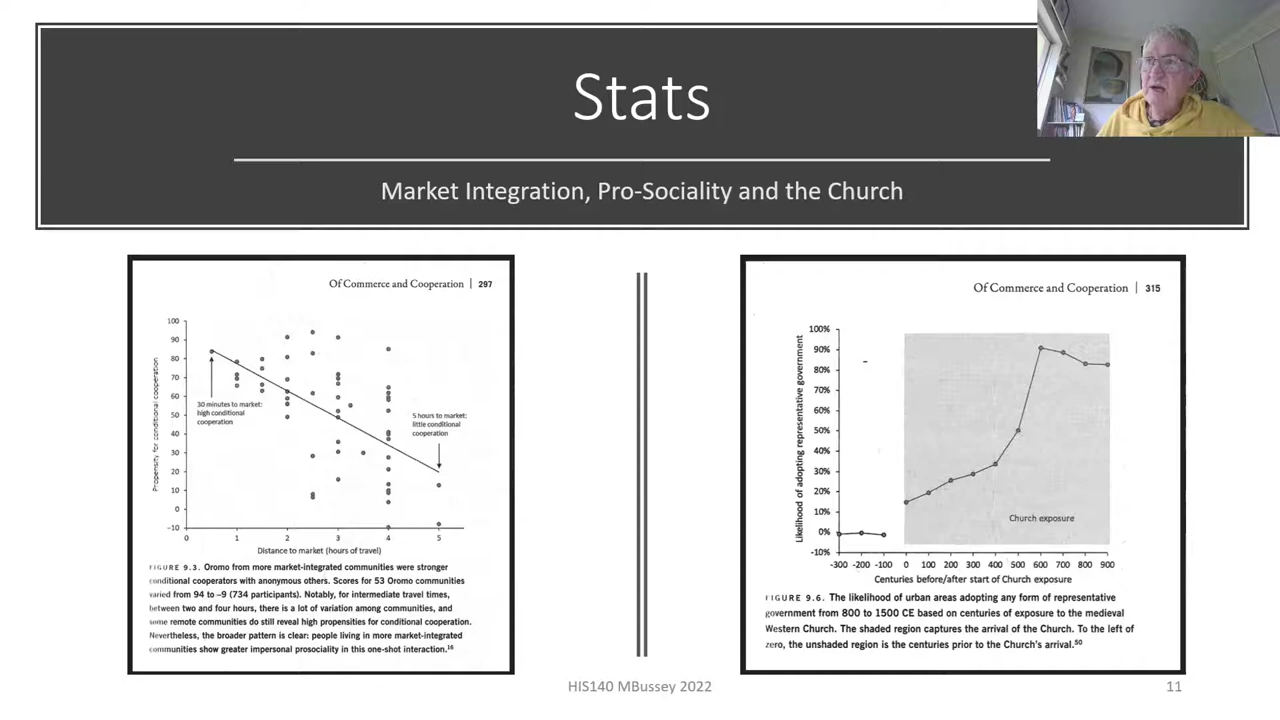 Stats
Market Integration, Pro-Sociality and the Church
Of Commerce and Cooperation | 297
Propensity for conditional cooperation
100
90
80
70
60
50
40
30
20
10
0
−10
30 minutes to market:
high conditional
cooperation
5 hours to market:
little conditional
cooperation
0 1 2 3 4 5
Distance to market (hours of travel)
FIGURE 9.3. Oromo from more market-integrated communities were stronger
conditional cooperators with anonymous others. Scores for 53 Oromo communities
varied from 94 to −9 (734 participants). Notably, for intermediate travel times,
between two and four hours, there is a lot of variation among communities, and
some remote communities do still reveal high propensities for conditional cooperation.
Nevertheless, the broader pattern is clear: people living in more market-integrated
communities show greater impersonal prosociality in this one-shot interaction.16
Of Commerce and Cooperation | 315
Likelihood of adopting representative government
100%
90%
80%
70%
60%
50%
40%
30%
20%
10%
0%
-10%
Church exposure
-300 -200 -100 0 100 200 300 400 500 600 700 800 900
Centuries before/after start of Church exposure
FIGURE 9.6. The likelihood of urban areas adopting any form of representative
government from 800 to 1500 CE based on centuries of exposure to the medieval
Western Church. The shaded region captures the arrival of the Church. To the left of
zero, the unshaded region is the centuries prior to the Church's arrival.50
HIS140 MBussey 2022
11